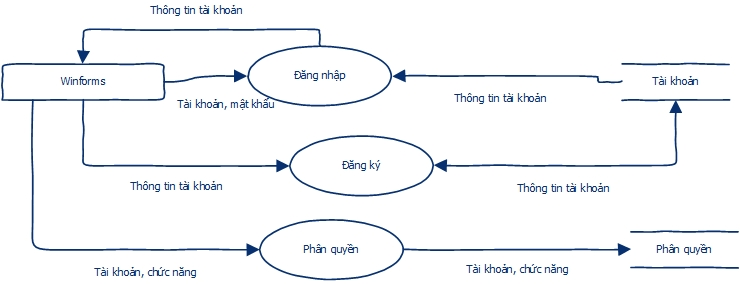 Thông tin tài khoản
Winforms
Đăng nhập
Tài khoản
Tài khoản, mật khẩu
Thông tin tài khoản
Đăng ký
Thông tin tài khoản
Thông tin tài khoản
Phân quyền
Phân quyền
Tài khoản, chức năng
Tài khoản, chức năng